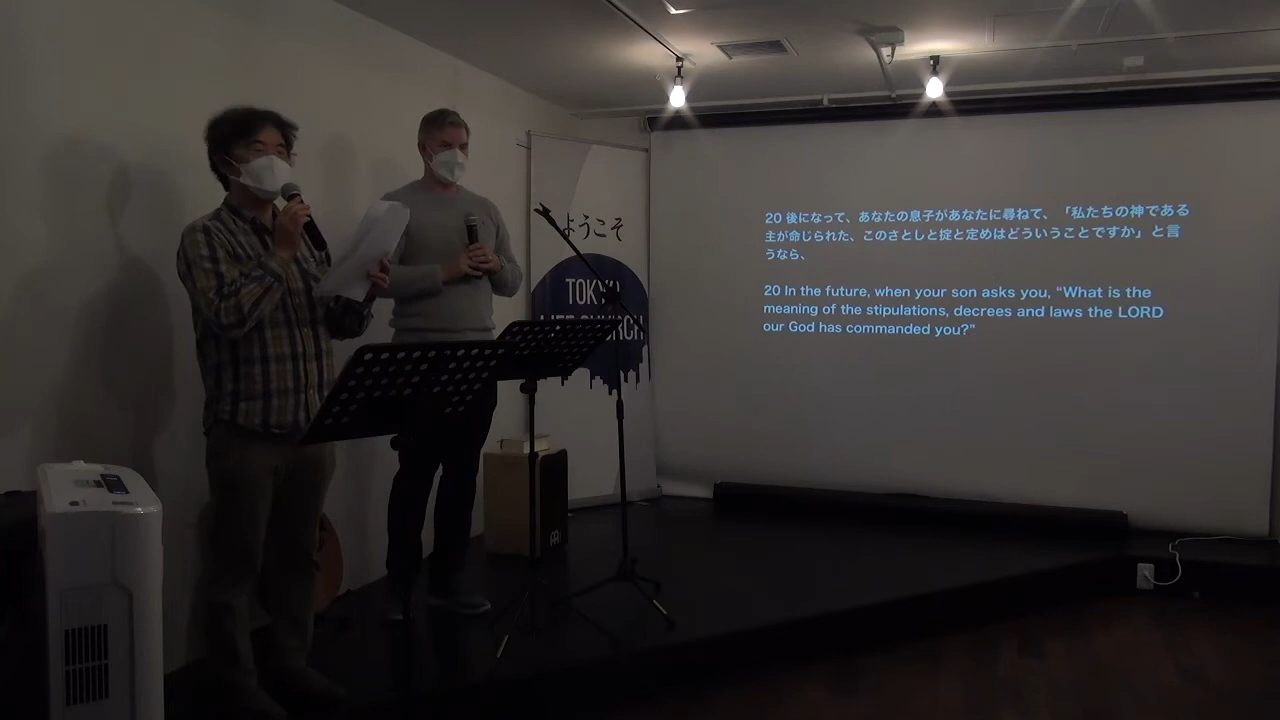 ようこそ
TOKYO
LIFE CHURCH
20 後になって、あなたの息子があなたに尋ねて、「私たちの神である
主が命じられた、このさとしと掟と定めはどういうことですか」と言
うなら、
20 In the future, when your son asks you, “What is the
meaning of the stipulations, decrees and laws the LORD
our God has commanded you?"